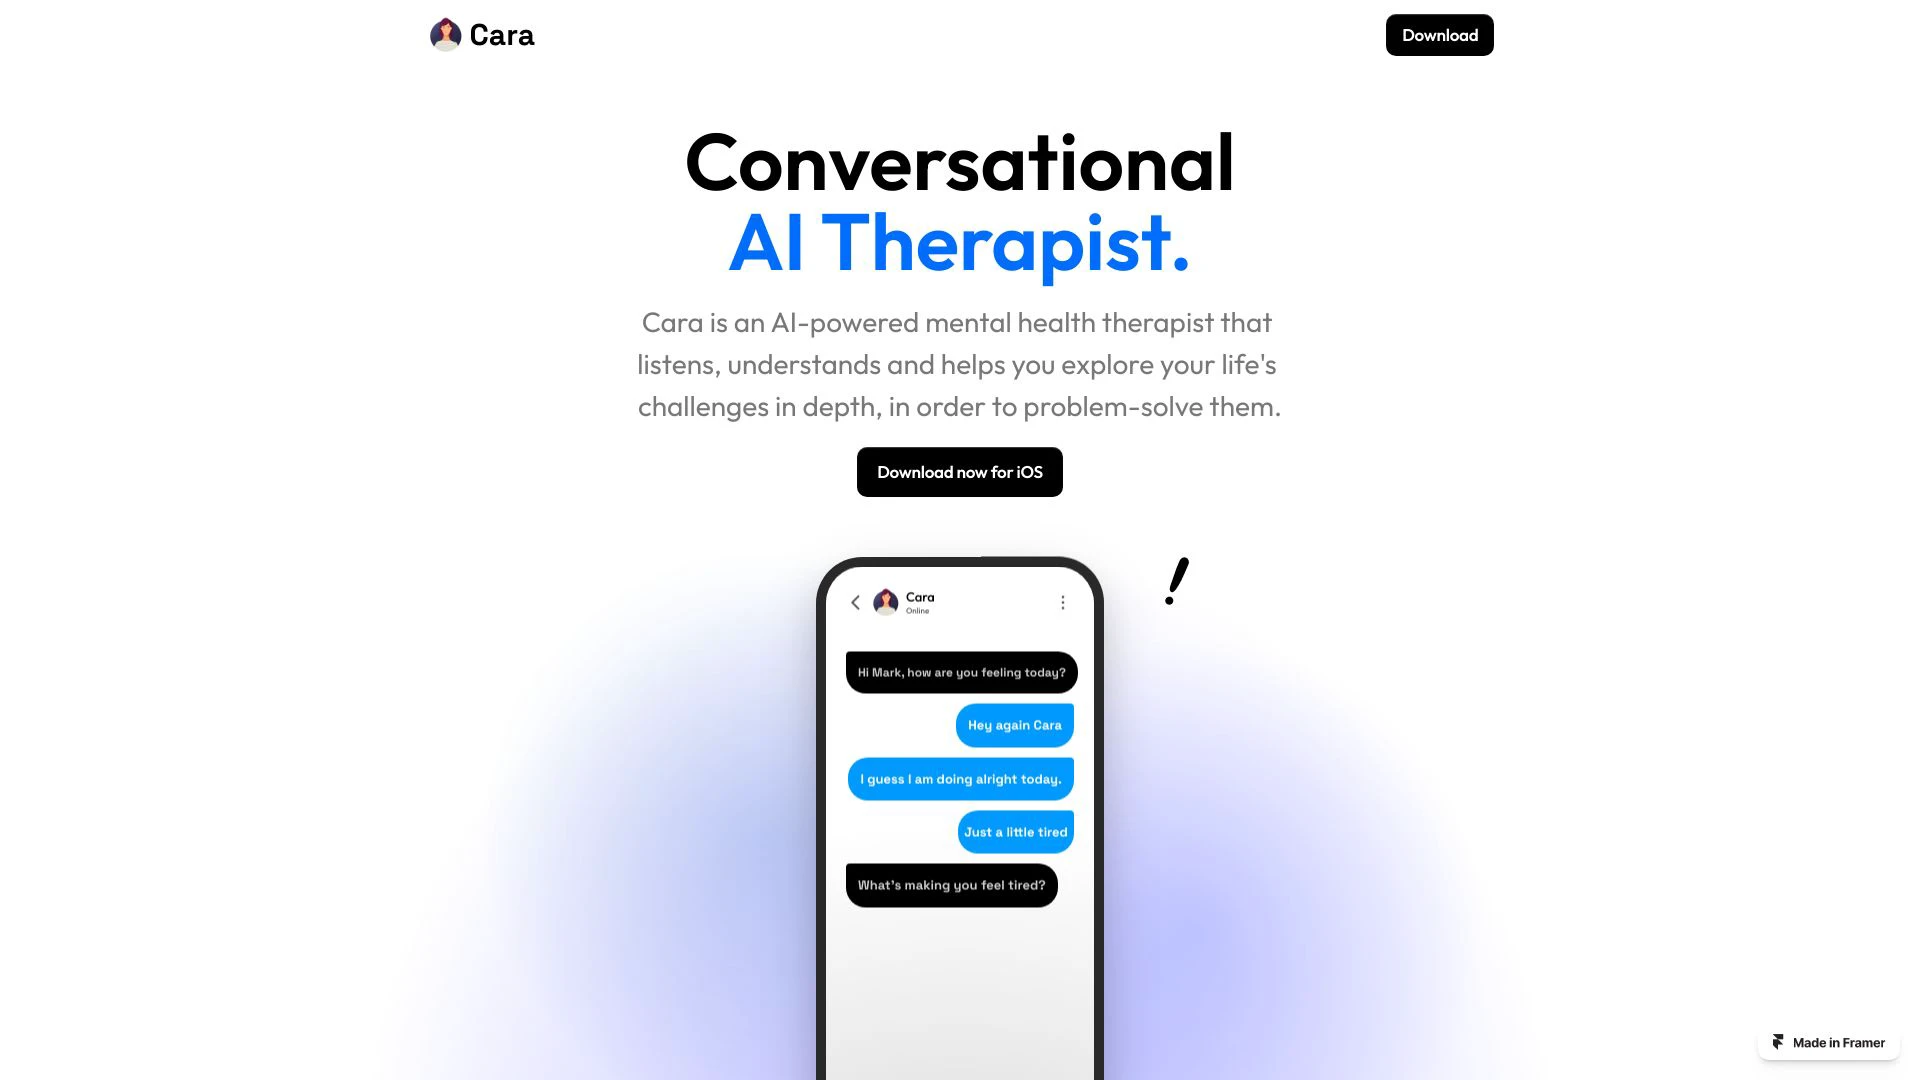 Cara
Download
Conversational
AI Therapist.
Cara is an AI-powered mental health therapist that
listens, understands and helps you explore your life's
challenges in depth, in order to problem-solve them.
Download now for iOS
!
Cara
Online
Hi Mark, how are you feeling today?
Hey again Cara
I guess I am doing alright today.
Just a little tired
What's making you feel tired?
Made in Framer